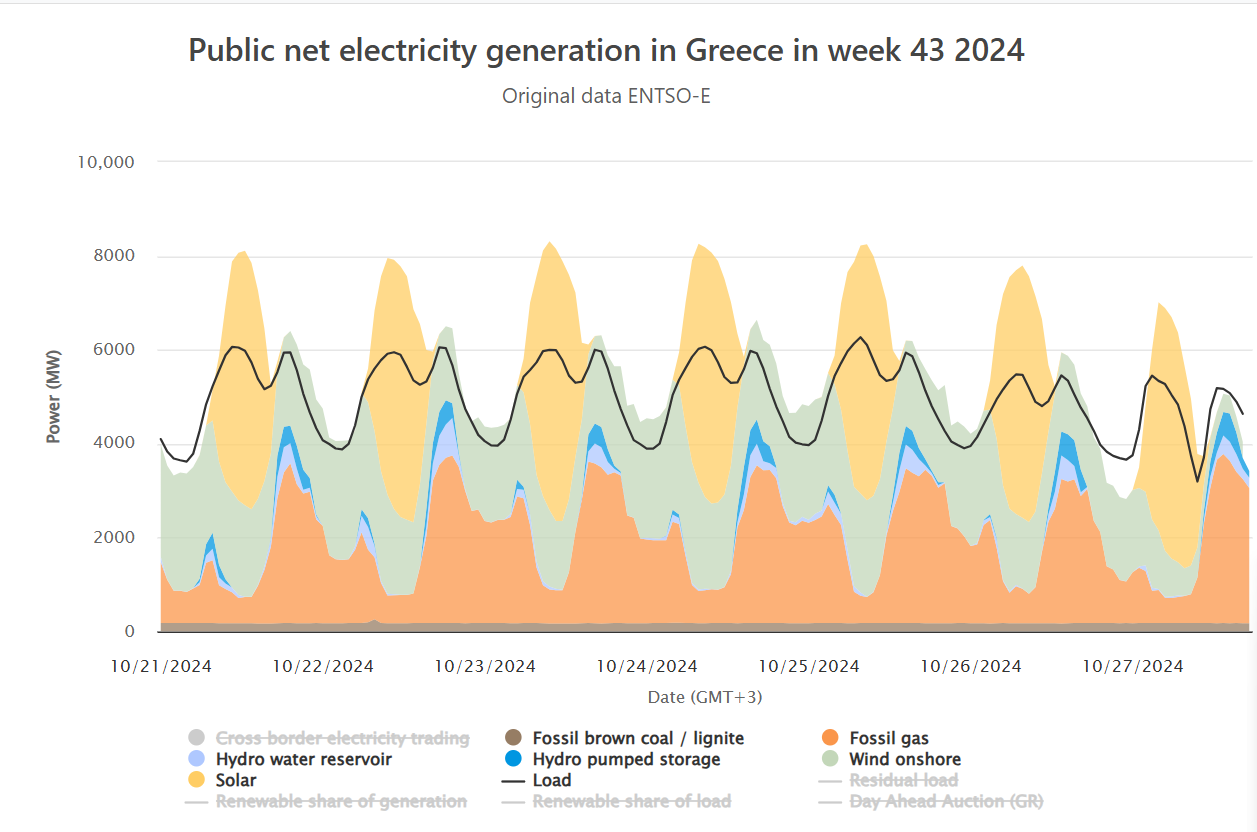 Public net electricity generation in Greece in week 43 2024
Original data ENTSO-E
10,000
8000
6000
4000
2000
0
Power (MW)
10/21/2024 10/22/2024 10/23/2024 10/24/2024 10/25/2024 10/26/2024 10/27/2024
Date (GMT+3)
Cross border electricity trading Fossil brown coal / lignite Fossil gas
Hydro water reservoir Hydro pumped storage Wind onshore
Solar Load Residual load
Renewable share of generation Renewable share of load Day Ahead Auction (GR)